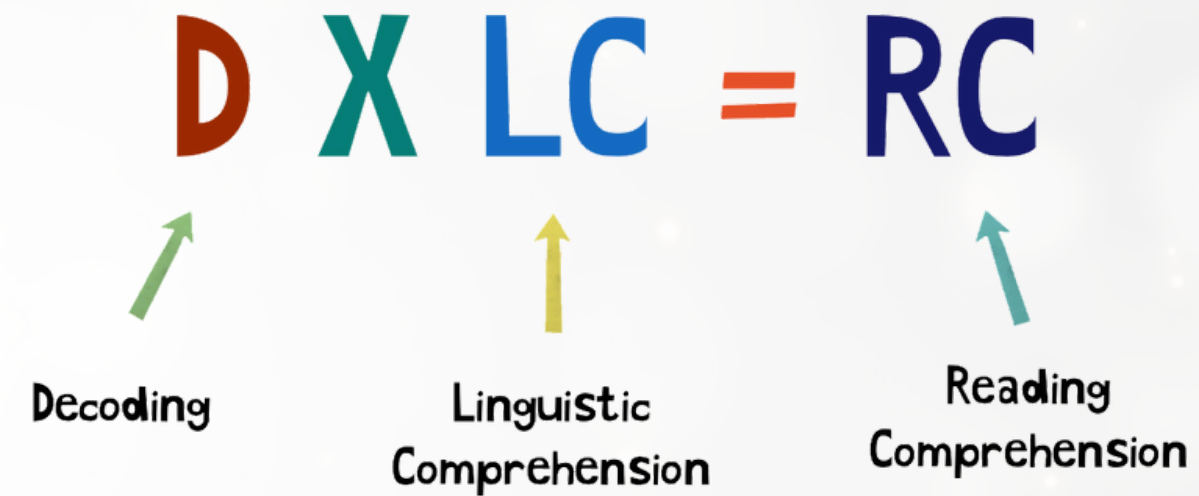 D X LC = RC
Decoding
Linguistic
Comprehension
Reading
Comprehension